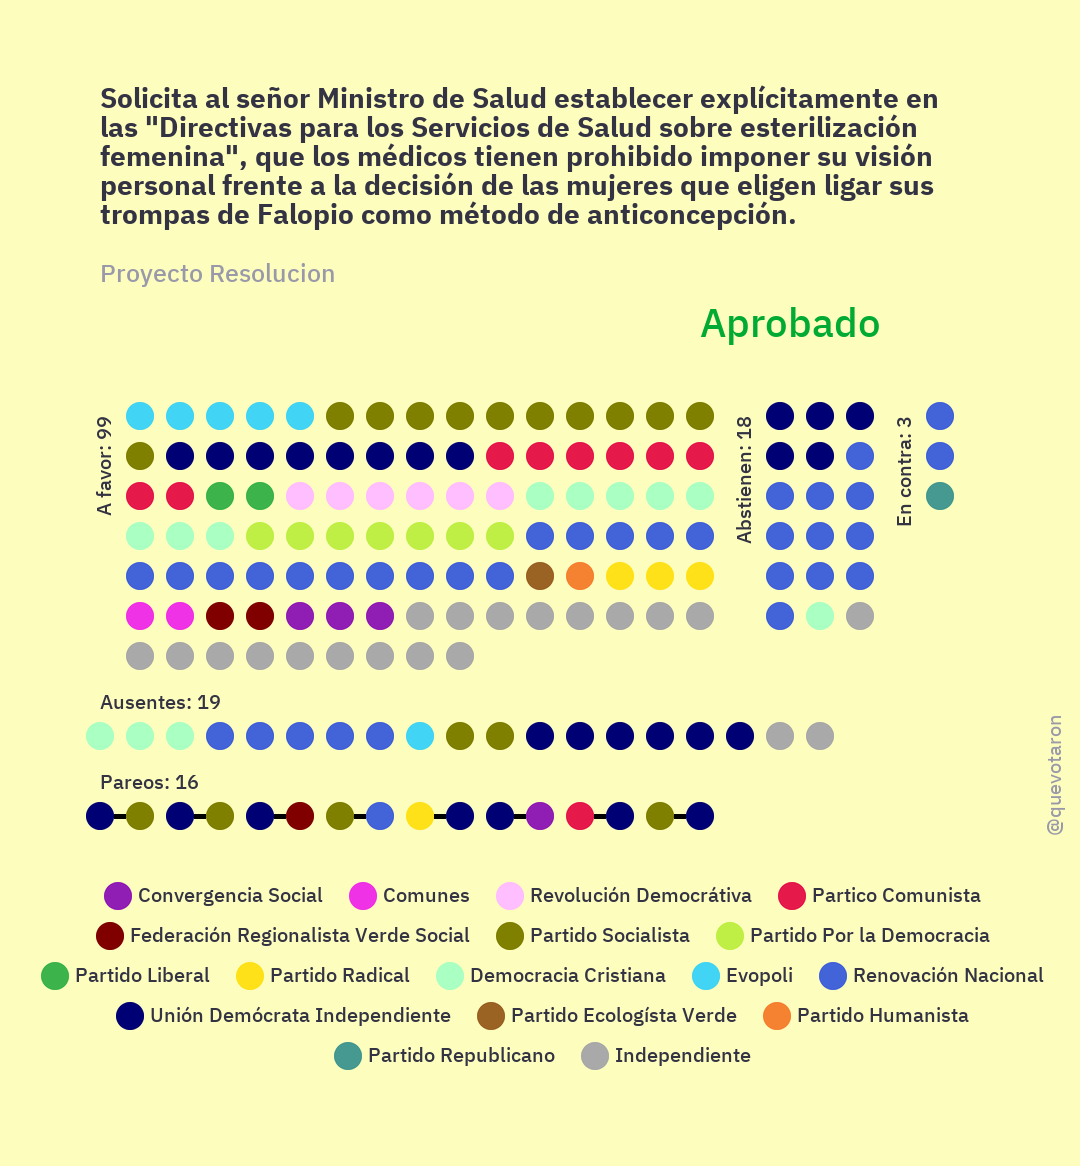 Solicita al señor Ministro de Salud establecer explícitamente en
las "Directivas para los Servicios de Salud sobre esterilización
femenina", que los médicos tienen prohibido imponer su visión
personal frente a la decisión de las mujeres que eligen ligar sus
trompas de Falopio como método de anticoncepción.
Proyecto Resolucion
Aprobado
A favor: 99
Abstienen: 18
En contra: 3
Ausentes: 19
Pareos: 16
@quevotaron
Convergencia Social Comunes Revolución Democrátiva Partico Comunista
Federación Regionalista Verde Social Partido Socialista Partido Por la Democracia
Partido Liberal Partido Radical Democracia Cristiana Evopoli Renovación Nacional
Unión Demócrata Independiente Partido Ecologísta Verde Partido Humanista
Partido Republicano Independiente